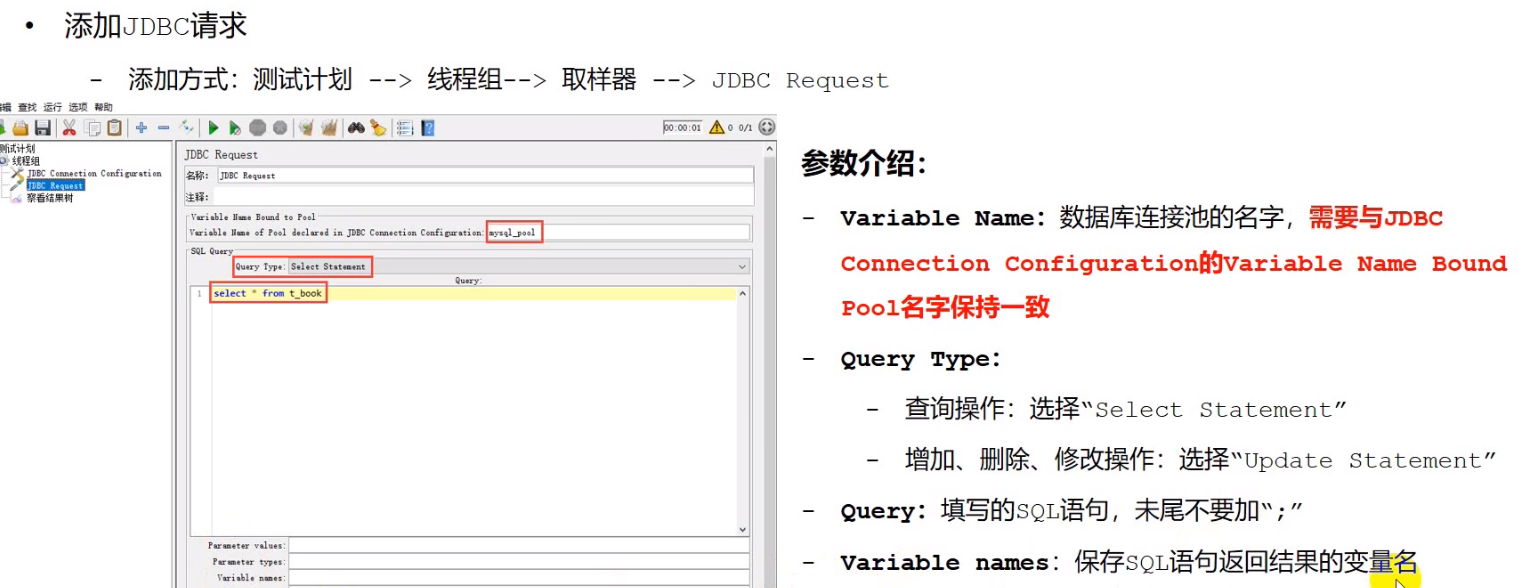 • 添加JDBC请求
– 添加方式：测试计划 --> 线程组--> 取样器 --> JDBC Request
编辑 查找 运行 选项 帮助
00:00:01 0 0/1
测试计划
线程组
JDBC Connection Configuration
JDBC Request
察看结果树
JDBC Request
名称： JDBC Request
注释：
Variable Name Bound to Pool
Variable Name of Pool declared in JDBC Connection Configuration: mysql_pool
SQL Query
Query Type: Select Statement
Query:
1 select * from t_book
Parameter values:
Parameter types:
Variable names:
参数介绍：
– Variable Name：数据库连接池的名字，需要与JDBC
Connection Configuration的Variable Name Bound
Pool名字保持一致
– Query Type：
– 查询操作：选择“Select Statement”
– 增加、删除、修改操作：选择“Update Statement”
– Query：填写的SQL语句，未尾不要加“;”
– Variable names：保存SQL语句返回结果的变量名